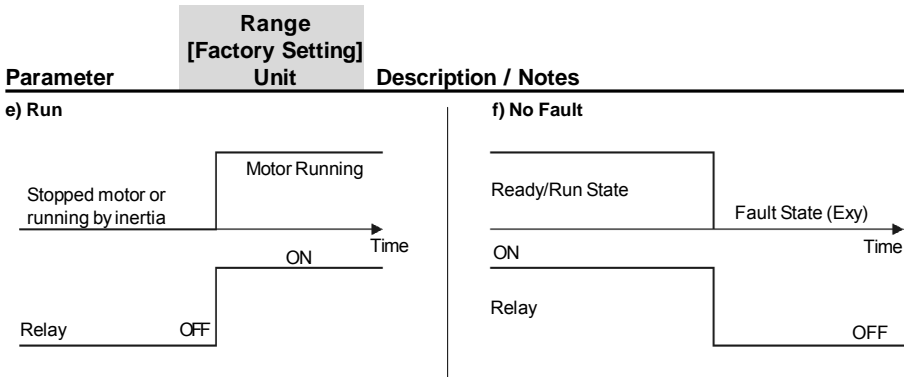 Range
[Factory Setting]
Parameter Unit Description / Notes
e) Run
Motor Running
Stopped motor or
running by inertia
Time
ON
Relay OFF
f) No Fault
Ready/Run State
Fault State (Exy)
Time
ON
Relay
OFF